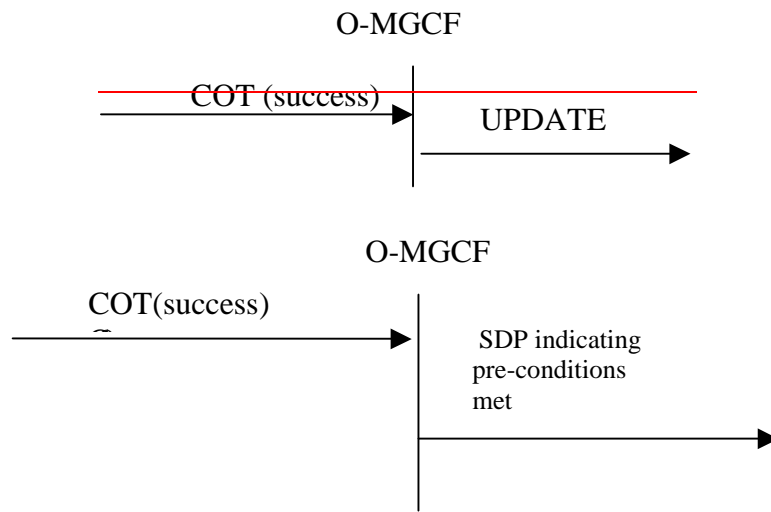 O-MGCF
COT (success)
UPDATE
O-MGCF
COT(success)
SDP indicating
pre-conditions
met